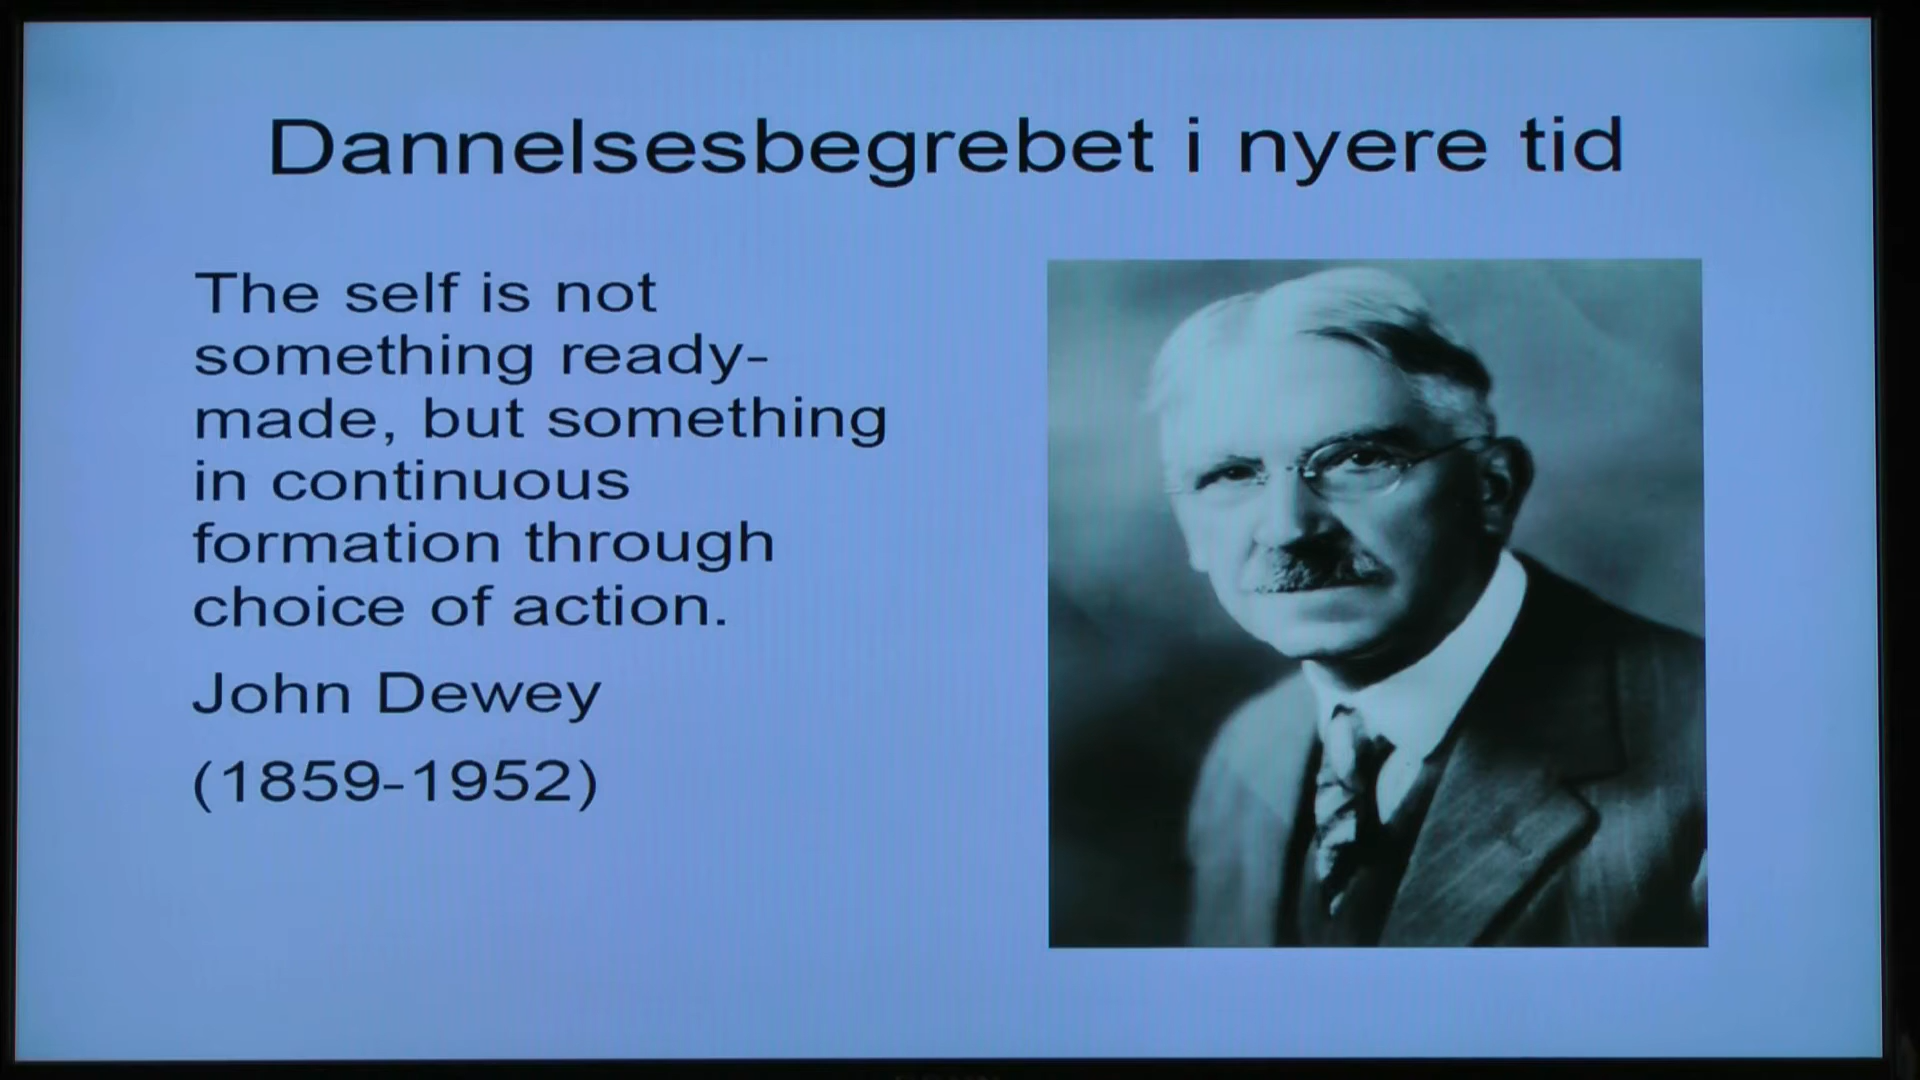 Dannelsesbegrebet i nyere tid
The self is not
something ready-
made, but something
in continuous
formation through
choice of action.
John Dewey
(1859-1952)